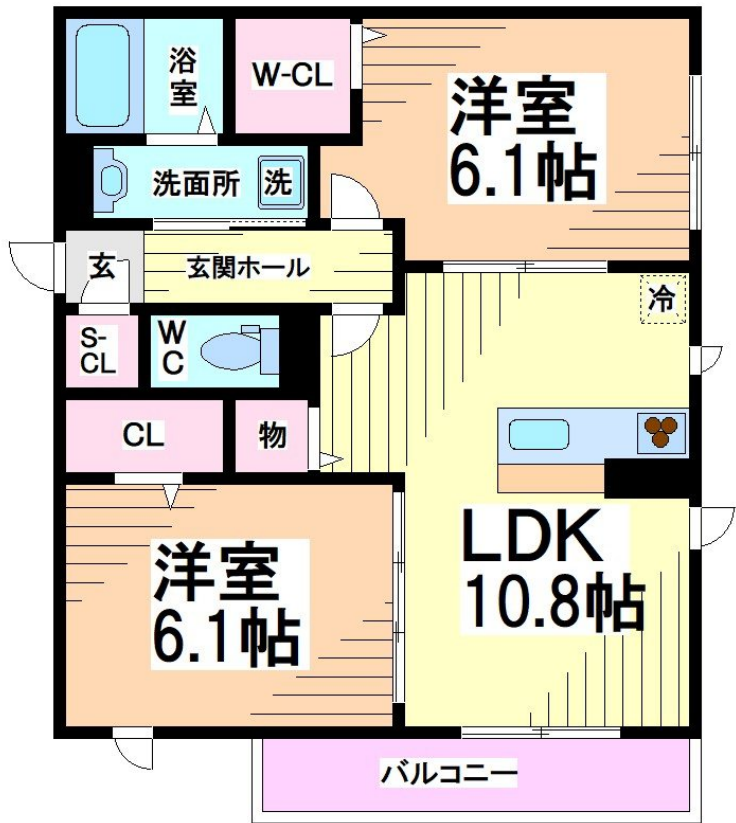 浴
室
W-CL
洋室
6.1帖
洗面所
洗
玄
玄関ホール
冷
S-
CL
W
C
CL
物
LDK
10.8帖
洋室
6.1帖
バルコニー